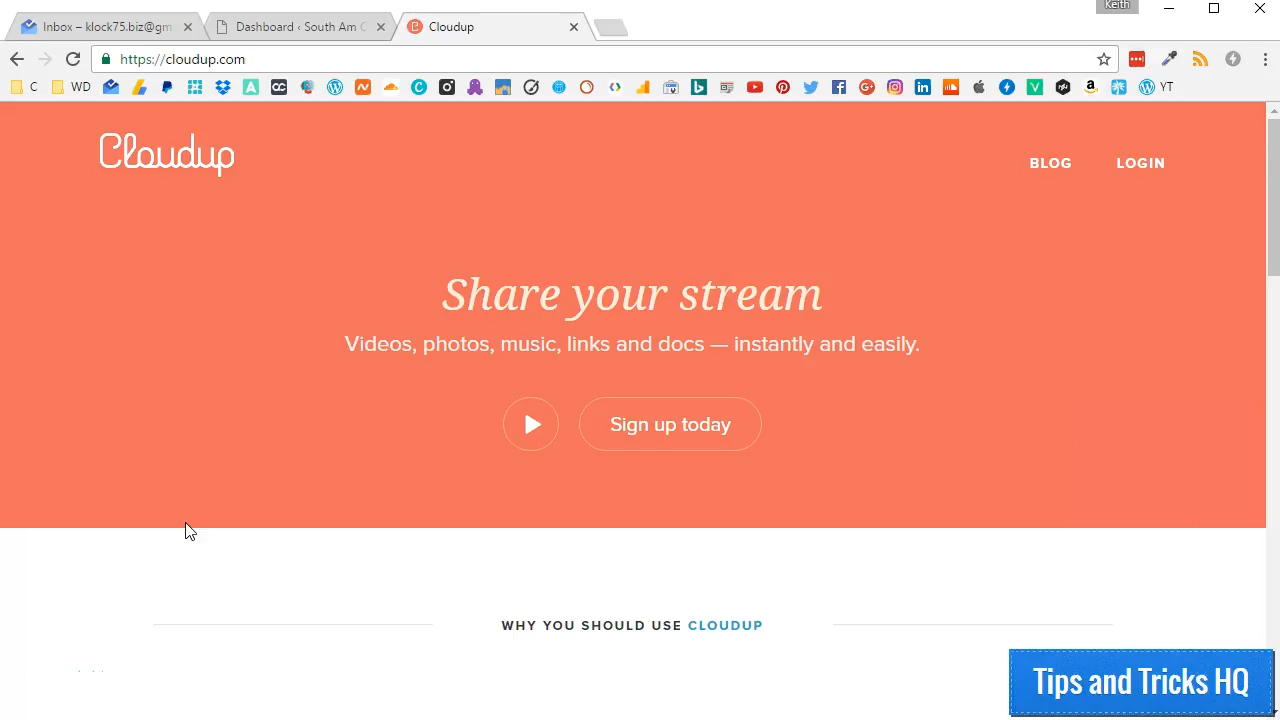 Keith
Inbox – klock75.biz@gm
Dashboard ‹ South Am C
Cloudup
https://cloudup.com
C
WD
YT
Cloudup
BLOG
LOGIN
Share your stream
Videos, photos, music, links and docs — instantly and easily.
Sign up today
WHY YOU SHOULD USE CLOUDUP
Tips and Tricks HQ